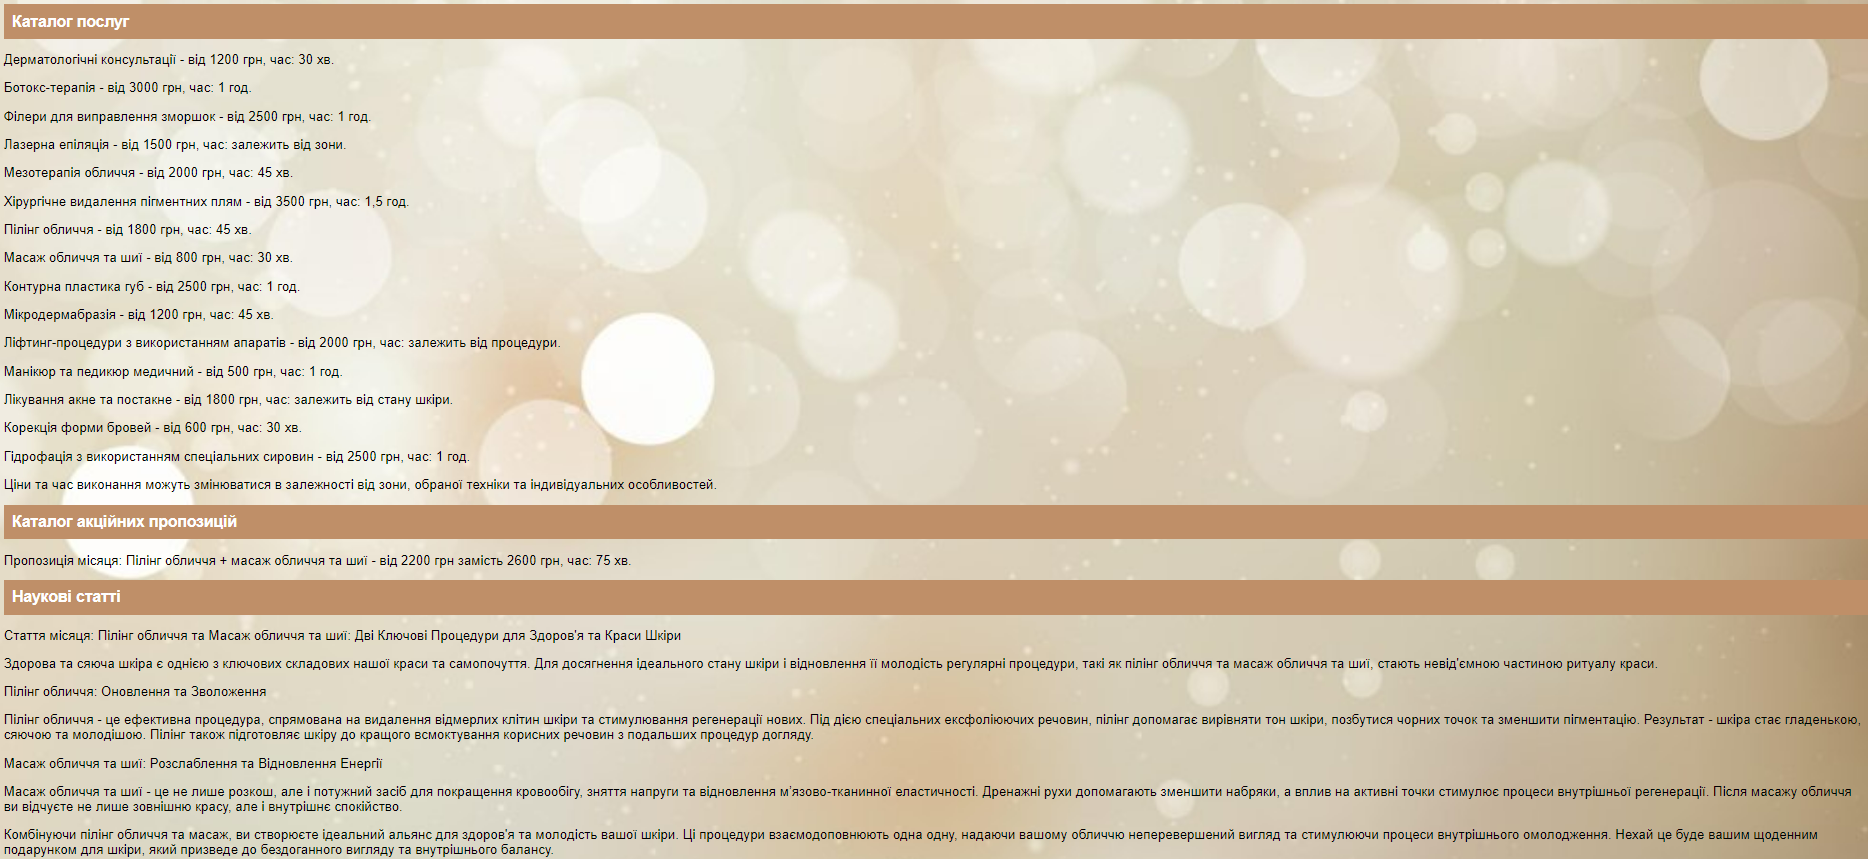 Каталог послуг
Дерматологічні консультації - від 1200 грн, час: 30 хв.
Ботокс-терапія - від 3000 грн, час: 1 год.
Філери для виправлення зморшок - від 2500 грн, час: 1 год.
Лазерна епіляція - від 1500 грн, час: залежить від зони.
Мезотерапія обличчя - від 2000 грн, час: 45 хв.
Хірургічне видалення пігментних плям - від 3500 грн, час: 1,5 год.
Пілінг обличчя - від 1800 грн, час: 45 хв.
Масаж обличчя та шиї - від 800 грн, час: 30 хв.
Контурна пластика губ - від 2500 грн, час: 1 год.
Мікродермабразія - від 1200 грн, час: 45 хв.
Ліфтинг-процедури з використанням апаратів - від 2000 грн, час: залежить від процедури.
Манікюр та педикюр медичний - від 500 грн, час: 1 год.
Лікування акне та постакне - від 1800 грн, час: залежить від стану шкіри.
Корекція форми бровей - від 600 грн, час: 30 хв.
Гідрофація з використанням спеціальних сировин - від 2500 грн, час: 1 год.
Ціни та час виконання можуть змінюватися в залежності від зони, обраної техніки та індивідуальних особливостей.
Каталог акційних пропозицій
Пропозиція місяця: Пілінг обличчя + масаж обличчя та шиї - від 2200 грн замість 2600 грн, час: 75 хв.
Наукові статті
Стаття місяця: Пілінг обличчя та Масаж обличчя та шиї: Дві Ключові Процедури для Здоров'я та Краси Шкіри
Здорова та сяюча шкіра є однією з ключових складових нашої краси та самопочуття. Для досягнення ідеального стану шкіри і відновлення її молодість регулярні процедури, такі як пілінг обличчя та масаж обличчя та шиї, стають невід'ємною частиною ритуалу краси.
Пілінг обличчя: Оновлення та Зволоження
Пілінг обличчя - це ефективна процедура, спрямована на видалення відмерлих клітин шкіри та стимулювання регенерації нових. Під дією спеціальних ексфоліюючих речовин, пілінг допомагає вирівняти тон шкіри, позбутися чорних точок та зменшити пігментацію. Результат - шкіра стає гладенькою,
сяючою та молодішою. Пілінг також підготовляє шкіру до кращого всмоктування корисних речовин з подальших процедур догляду.
Масаж обличчя та шиї: Розслаблення та Відновлення Енергії
Масаж обличчя та шиї - це не лише розкош, але і потужний засіб для покращення кровообігу, зняття напруги та відновлення м'язово-тканинної еластичності. Дренажні рухи допомагають зменшити набряки, а вплив на активні точки стимулює процеси внутрішньої регенерації. Після масажу обличчя
ви відчуєте не лише зовнішню красу, але і внутрішнє спокійство.
Комбінуючи пілінг обличчя та масаж, ви створюєте ідеальний альянс для здоров'я та молодість вашої шкіри. Ці процедури взаємодоповнюють одна одну, надаючи вашому обличчю неперевершений вигляд та стимулюючи процеси внутрішнього омолодження. Нехай це буде вашим щоденним
подарунком для шкіри, який призведе до бездоганного вигляду та внутрішнього балансу.